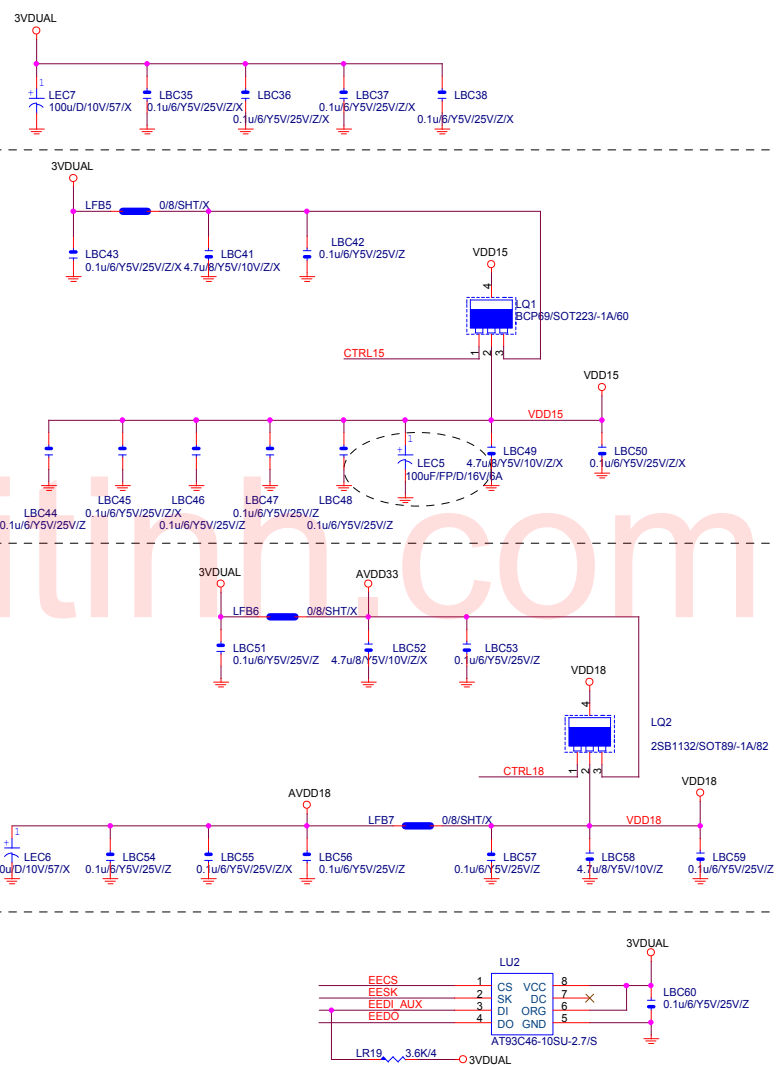 3VDUAL
1
+
LEC7
100u/D/10V/57/X
LBC35
0.1u/6/Y5V/25V/Z/X
LBC36
0.1u/6/Y5V/25V/Z/X
LBC37
0.1u/6/Y5V/25V/Z/X
LBC38
0.1u/6/Y5V/25V/Z/X
3VDUAL
LFB5
0/8/SHT/X
LBC43
0.1u/6/Y5V/25V/Z/X
LBC41
4.7u/8/Y5V/10V/Z/X
LBC42
0.1u/6/Y5V/25V/Z
VDD15
4
LQ1
BCP69/SOT223/-1A/60
CTRL15
1
2
3
VDD15
VDD15
LBC44
0.1u/6/Y5V/25V/Z
LBC45
0.1u/6/Y5V/25V/Z/X
LBC46
0.1u/6/Y5V/25V/Z
LBC47
0.1u/6/Y5V/25V/Z
LBC48
0.1u/6/Y5V/25V/Z
1
+
LEC5
100uF/FP/D/16V/6A
LBC49
4.7u/8/Y5V/10V/Z/X
LBC50
0.1u/6/Y5V/25V/Z/X
itinn.com
3VDUAL
AVDD33
LFB6
0/8/SHT/X
LBC51
0.1u/6/Y5V/25V/Z
LBC52
4.7u/8/Y5V/10V/Z/X
LBC53
0.1u/6/Y5V/25V/Z
VDD18
4
LQ2
2SB1132/SOT89/-1A/82
CTRL18
1
2
3
AVDD18
VDD18
LFB7
0/8/SHT/X
VDD18
1
+
LEC6
0u/D/10V/57/X
LBC54
0.1u/6/Y5V/25V/Z
LBC55
0.1u/6/Y5V/25V/Z/X
LBC56
0.1u/6/Y5V/25V/Z
LBC57
0.1u/6/Y5V/25V/Z
LBC58
4.7u/8/Y5V/10V/Z
LBC59
0.1u/6/Y5V/25V/Z
3VDUAL
LU2
EECS 1 CS VCC 8
EESK 2 SK DC 7
EEDI_AUX 3 DI ORG 6
EEDO 4 DO GND 5
AT93C46-10SU-2.7/S
LBC60
0.1u/6/Y5V/25V/Z
LR19 3.6K/4 3VDUAL